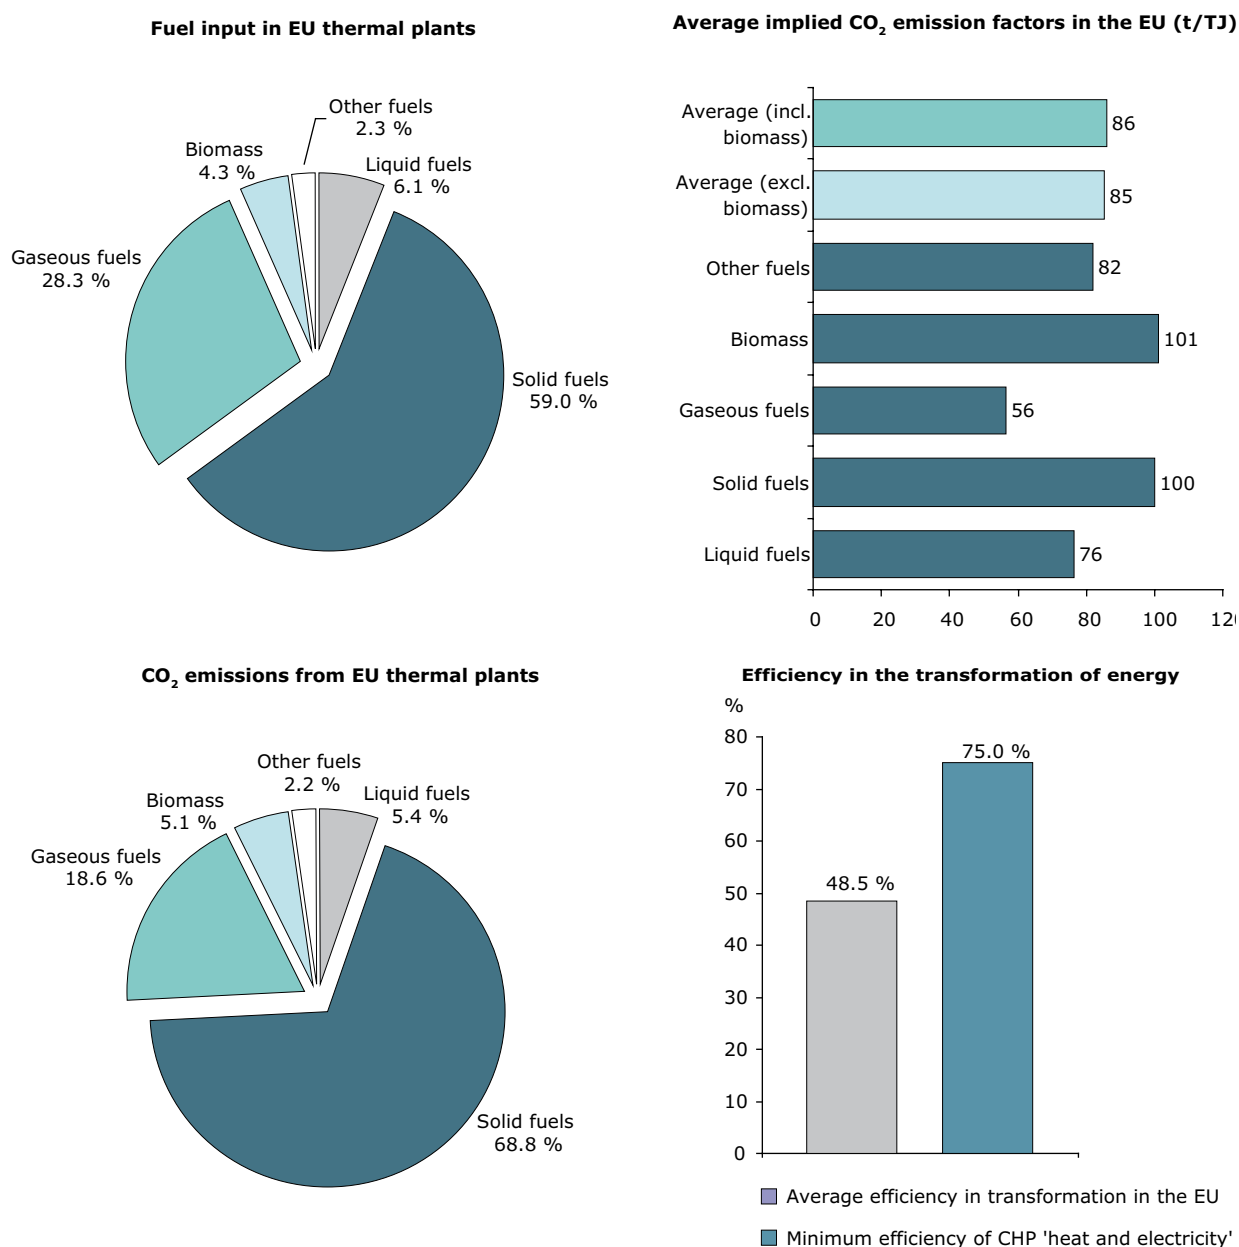 Fuel input in EU thermal plants
Other fuels
2.3 %
Liquid fuels
6.1 %
Biomass
4.3 %
Gaseous fuels
28.3 %
Solid fuels
59.0 %
Average implied CO₂ emission factors in the EU (t/TJ)
Average (incl.
biomass)
86
Average (excl.
biomass)
85
Other fuels
82
Biomass
101
Gaseous fuels
56
Solid fuels
100
Liquid fuels
76
0 20 40 60 80 100
CO₂ emissions from EU thermal plants
Other fuels
2.2 %
Liquid fuels
5.4 %
Biomass
5.1 %
Gaseous fuels
18.6 %
Solid fuels
68.8 %
Efficiency in the transformation of energy
%
80
70
60
50
40
30
20
10
0
75.0 %
48.5 %
Average efficiency in transformation in the EU
Minimum efficiency of CHP 'heat and electricity'